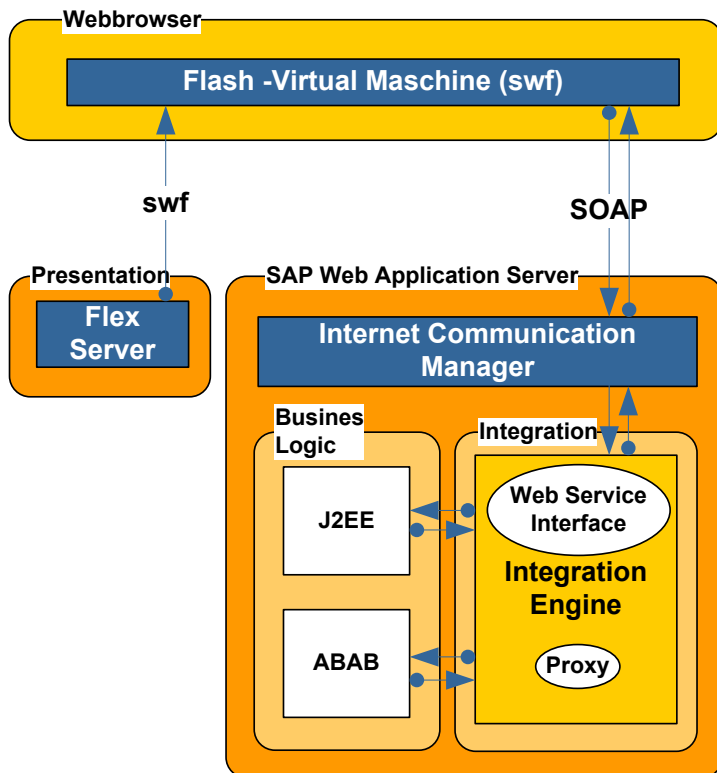 Webbrowser
Flash -Virtual Maschine (swf)
swf
SOAP
Presentation
Flex
Server
SAP Web Application Server
Internet Communication
Manager
Busines
Logic
J2EE
ABAB
Integration
Web Service
Interface
Integration
Engine
Proxy